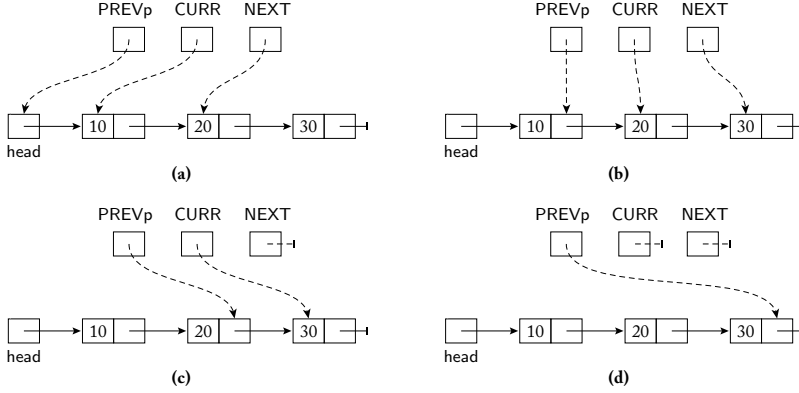 PREVp CURR NEXT
10 20 30
head
(a)
PREVp CURR NEXT
10 20 30
head
(b)
PREVp CURR NEXT
10 20 30
head
(c)
PREVp CURR NEXT
10 20 30
head
(d)